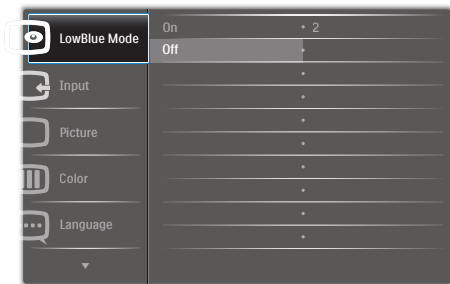 LowBlue Mode
On • 2
Off •
Input
Picture
Color
Language